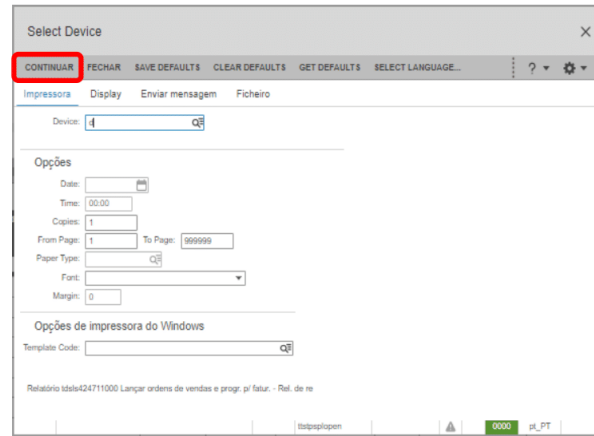 Select Device
CONTINUAR FECHAR SAVE DEFAULTS CLEAR DEFAULTS GET DEFAULTS SELECT LANGUAGE... ?
Impressora Display Enviar mensagem Ficheiro
Device: d
Opções
Date:
Time: 00:00
Copies: 1
From Page: 1 To Page: 999999
Paper Type:
Font:
Margin: 0
Opções de impressora do Windows
Template Code:
Relatório tdsls424711000 Lançar ordens de vendas e progr. p/ fatur. - Rel. de re
ttstpsplopen 0000 pt_PT